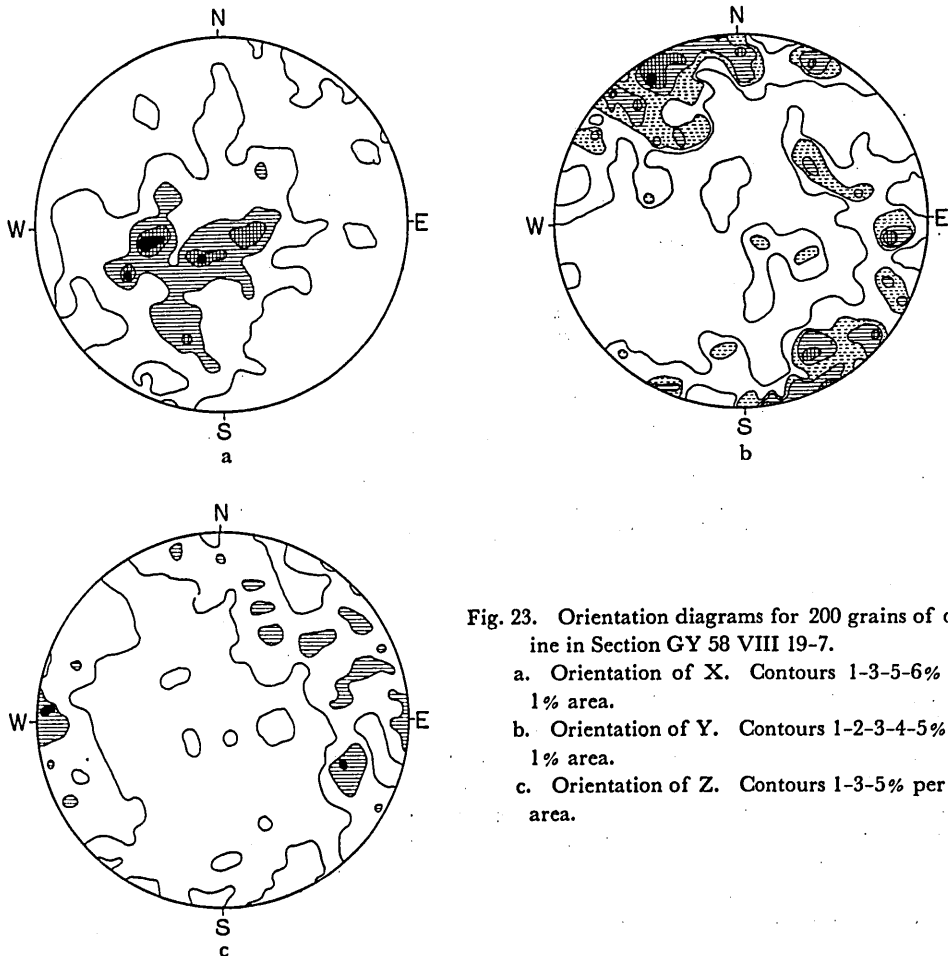 N
N
W
E
W
E
S
S
a
b
N
W
E
S
c
Fig. 23. Orientation diagrams for 200 grains of
ine in Section GY 58 VIII 19-7.
a. Orientation of X. Contours 1-3-5-6%
1% area.
b. Orientation of Y. Contours 1-2-3-4-5%
1% area.
c. Orientation of Z. Contours 1-3-5% per
area.